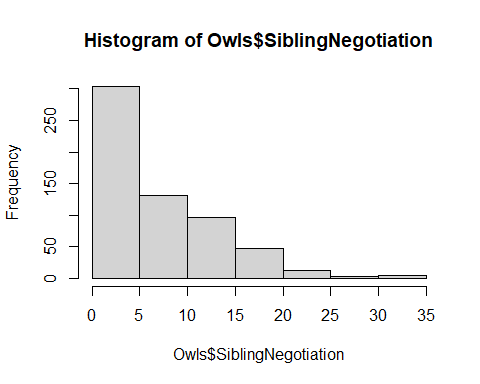 Histogram of Owls$SiblingNegotiation
Frequency
250
150
50
0
0 5 10 15 20 25 30 35
Owls$SiblingNegotiation